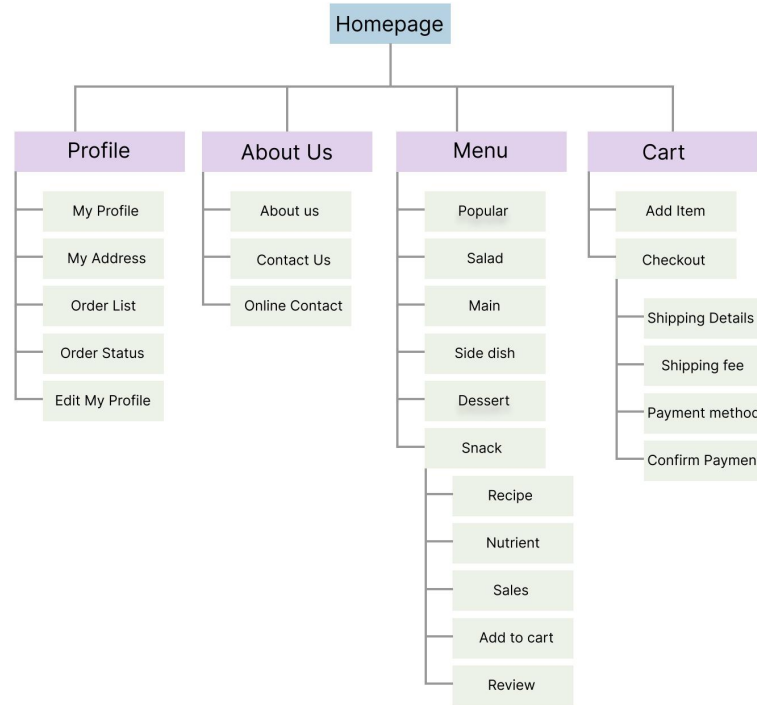 Homepage
Profile
My Profile
My Address
Order List
Order Status
Edit My Profile
About Us
About us
Contact Us
Online Contact
Menu
Popular
Salad
Main
Side dish
Dessert
Snack
Recipe
Nutrient
Sales
Add to cart
Review
Cart
Add Item
Checkout
Shipping Details
Shipping fee
Payment method
Confirm Paymen